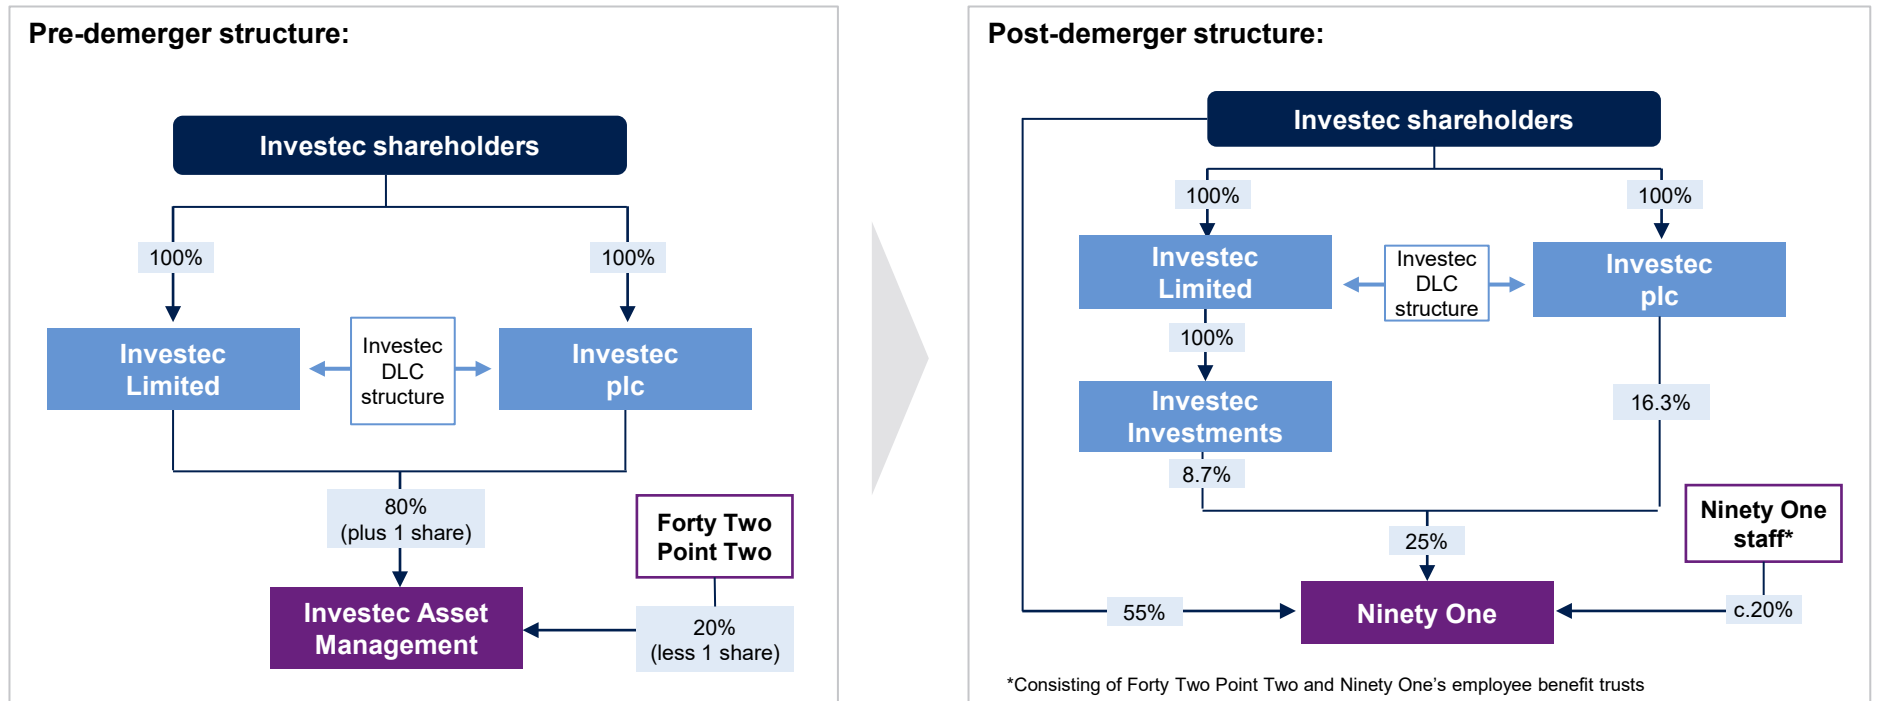 Pre-demerger structure:
Investec shareholders
100%
100%
Investec
Limited
Investec
DLC
structure
Investec
plc
80%
(plus 1 share)
Forty Two
Point Two
Investec Asset
Management
20%
(less 1 share)
Post-demerger structure:
Investec shareholders
100%
100%
Investec
Limited
Investec
DLC
structure
Investec
plc
100%
Investec
Investments
16.3%
8.7%
25%
Ninety One
staff*
55%
Ninety One
c.20%
*Consisting of Forty Two Point Two and Ninety One's employee benefit trusts